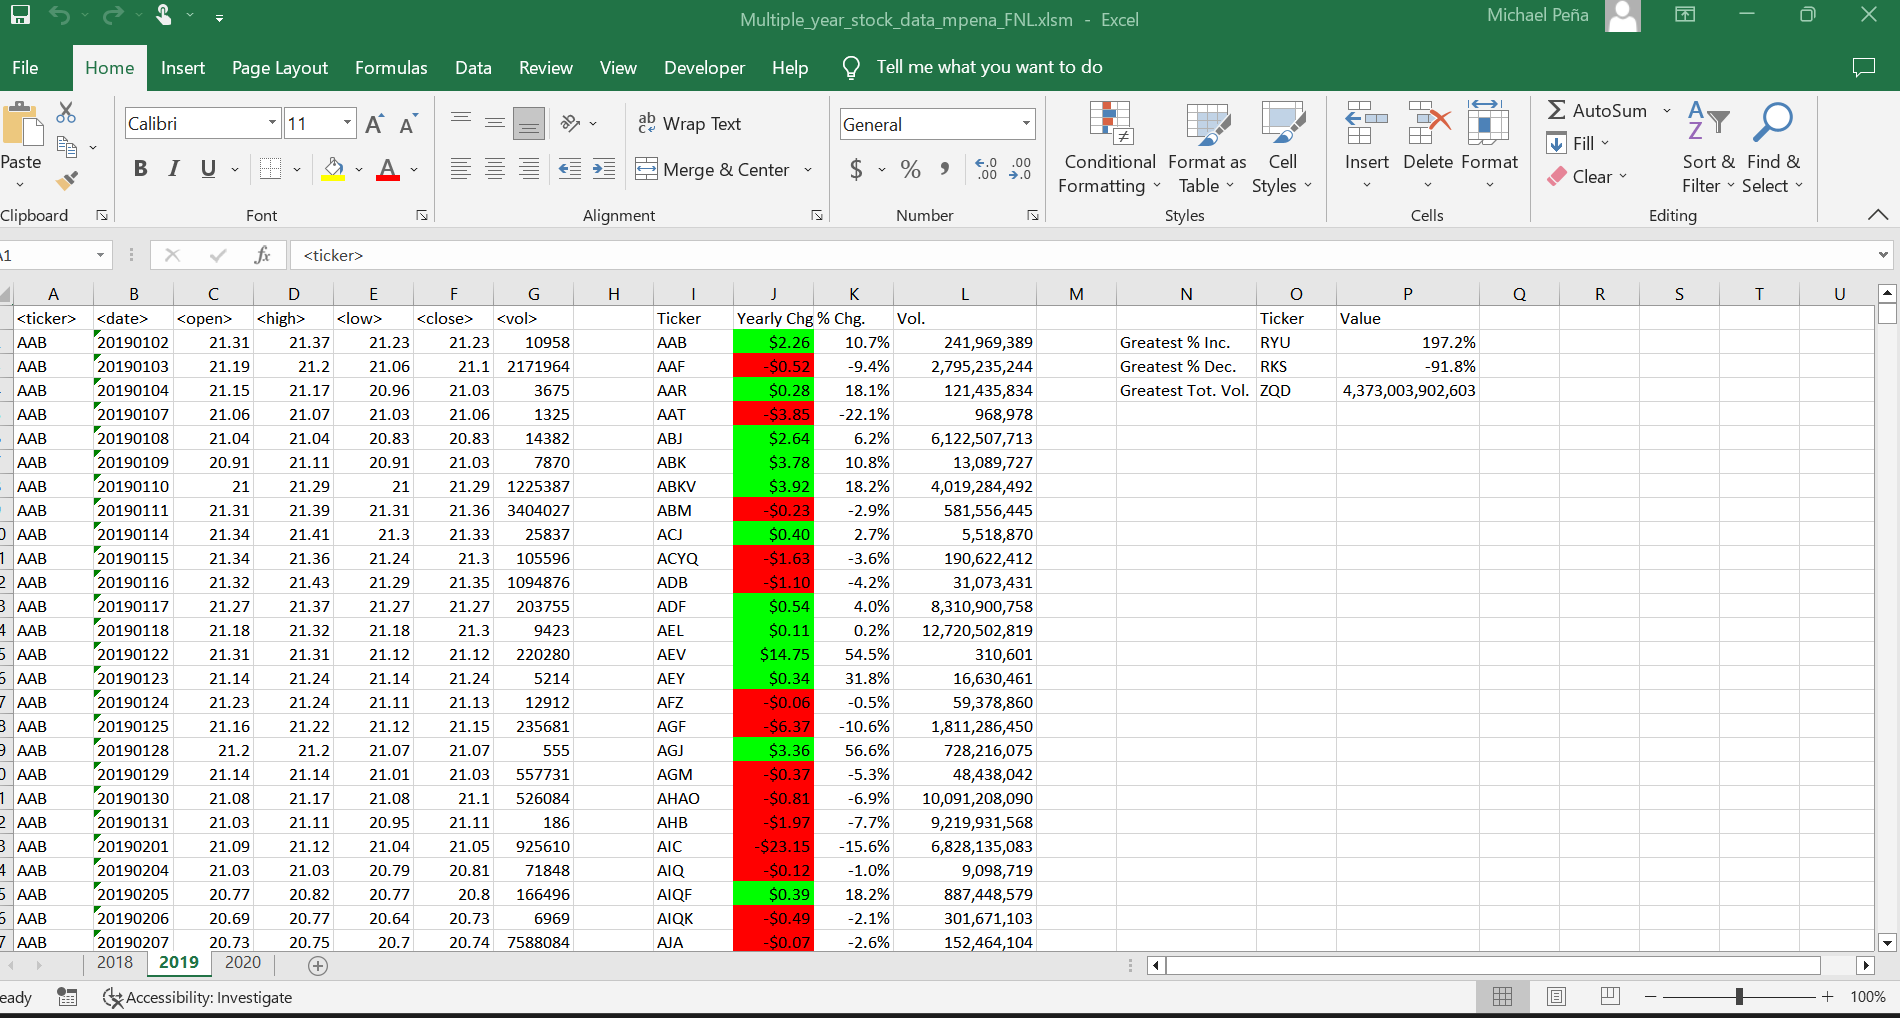 Multiple_year_stock_data_mpena_FNL.xlsm - Excel
Michael Peña
File Home Insert Page Layout Formulas Data Review View Developer Help Tell me what you want to do
Calibri 11 ab Wrap Text General AutoSum
Paste B I U A Merge & Center $ % Conditional Formatting Format as Table Cell Styles Insert Delete Format Fill Clear Sort & Filter Find & Select
Clipboard Font Alignment Number Styles Cells Editing
fx <ticker>
A B C D E F G H I J K L M N O P Q R S T U
<ticker> <date> <open> <high> <low> <close> <vol> Ticker Yearly Chg % Chg. Vol. Ticker Value
AAB 20190102 21.31 21.37 21.23 21.23 10958 AAB $2.26 10.7% 241,969,389 Greatest % Inc. RYU 197.2%
AAB 20190103 21.19 21.2 21.06 21.1 2171964 AAF -$0.52 -9.4% 2,795,235,244 Greatest % Dec. RKS -91.8%
AAB 20190104 21.15 21.17 20.96 21.03 3675 AAR $0.28 18.1% 121,435,834 Greatest Tot. Vol. ZQD 4,373,003,902,603
AAB 20190107 21.06 21.07 21.03 21.06 1325 AAT -$3.85 -22.1% 968,978
AAB 20190108 21.04 21.04 20.83 20.83 14382 ABJ $2.64 6.2% 6,122,507,713
AAB 20190109 20.91 21.11 20.91 21.03 7870 ABK $3.78 10.8% 13,089,727
AAB 20190110 21 21.29 21 21.29 1225387 ABKV $3.92 18.2% 4,019,284,492
AAB 20190111 21.31 21.39 21.31 21.36 3404027 ABM -$0.23 -2.9% 581,556,445
AAB 20190114 21.34 21.41 21.3 21.33 25837 ACJ $0.40 2.7% 5,518,870
AAB 20190115 21.34 21.36 21.24 21.3 105596 ACYQ -$1.63 -3.6% 190,622,412
AAB 20190116 21.32 21.43 21.29 21.35 1094876 ADB -$1.10 -4.2% 31,073,431
AAB 20190117 21.27 21.37 21.27 21.27 203755 ADF $0.54 4.0% 8,310,900,758
AAB 20190118 21.18 21.32 21.18 21.3 9423 AEL $0.11 0.2% 12,720,502,819
AAB 20190122 21.31 21.31 21.12 21.12 220280 AEV $14.75 54.5% 310,601
AAB 20190123 21.14 21.24 21.14 21.24 5214 AEY $0.34 31.8% 16,630,461
AAB 20190124 21.23 21.24 21.11 21.13 12912 AFZ -$0.06 -0.5% 59,378,860
AAB 20190125 21.16 21.22 21.12 21.15 235681 AGF -$6.37 -10.6% 1,811,286,450
AAB 20190128 21.2 21.2 21.07 21.07 555 AGJ $3.36 56.6% 728,216,075
AAB 20190129 21.14 21.14 21.01 21.03 557731 AGM -$0.37 -5.3% 48,438,042
AAB 20190130 21.08 21.17 21.08 21.1 526084 AHAO -$0.81 -6.9% 10,091,208,090
AAB 20190131 21.03 21.11 20.95 21.11 186 AHB -$1.97 -7.7% 9,219,931,568
AAB 20190201 21.09 21.12 21.04 21.05 925610 AIC -$23.15 -15.6% 6,828,135,083
AAB 20190204 21.03 21.03 20.79 20.81 71848 AIQ -$0.12 -1.0% 9,098,719
AAB 20190205 20.77 20.82 20.77 20.8 166496 AIQF $0.39 18.2% 887,448,579
AAB 20190206 20.69 20.77 20.64 20.73 6969 AIQK -$0.49 -2.1% 301,671,103
AAB 20190207 20.73 20.75 20.7 20.74 7588084 AJA -$0.07 -2.6% 152,464,104
2018 2019 2020
Accessibility: Investigate 100%